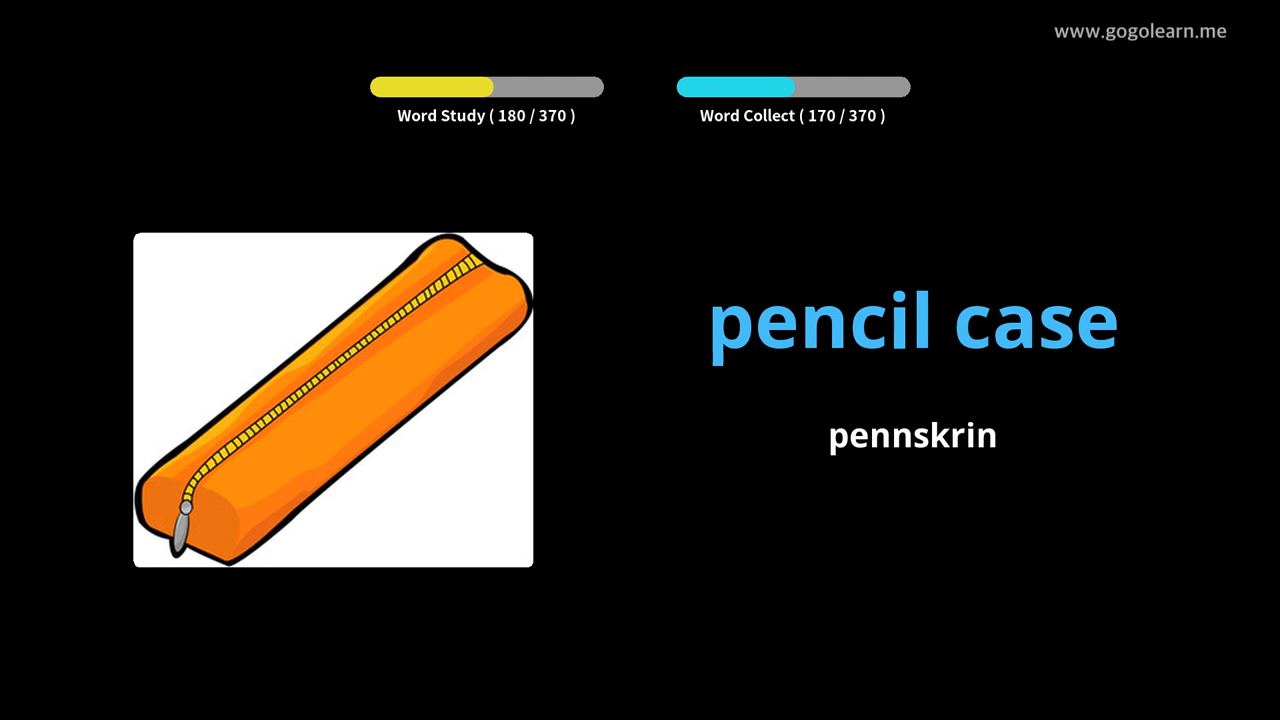 www.gogolearn.me
Word Study ( 180 / 370 )
Word Collect ( 170 / 370 )
pencil case
pennskrin